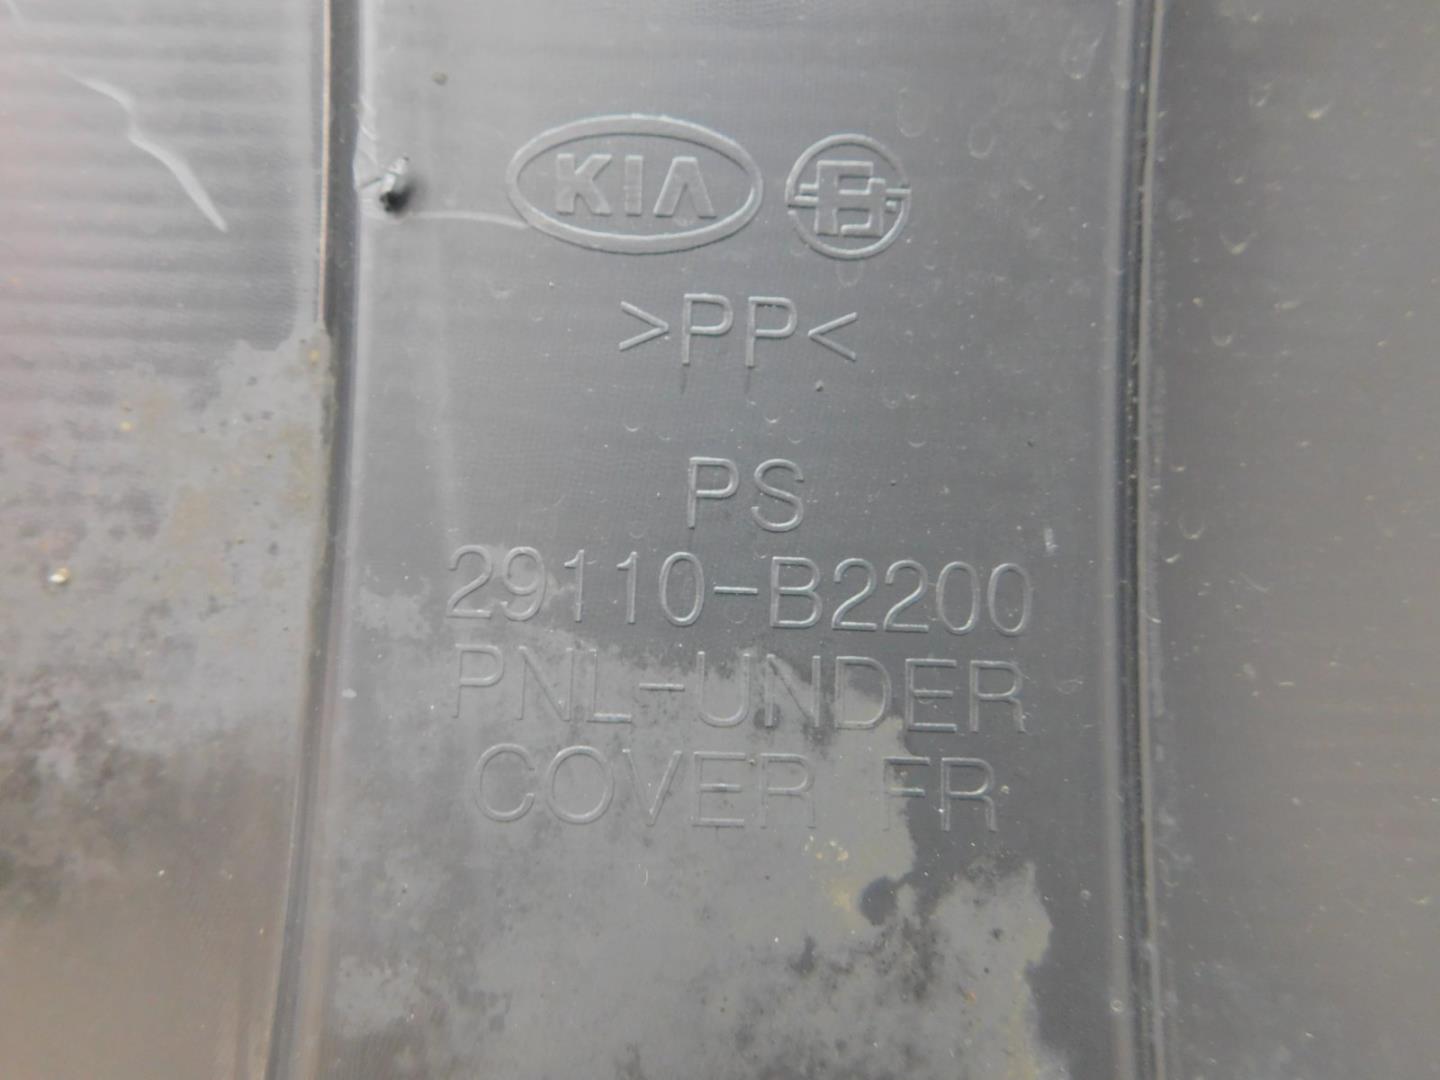 KIA
>PP<
PS
29110-B2200
PNL-UNDER
COVER FR